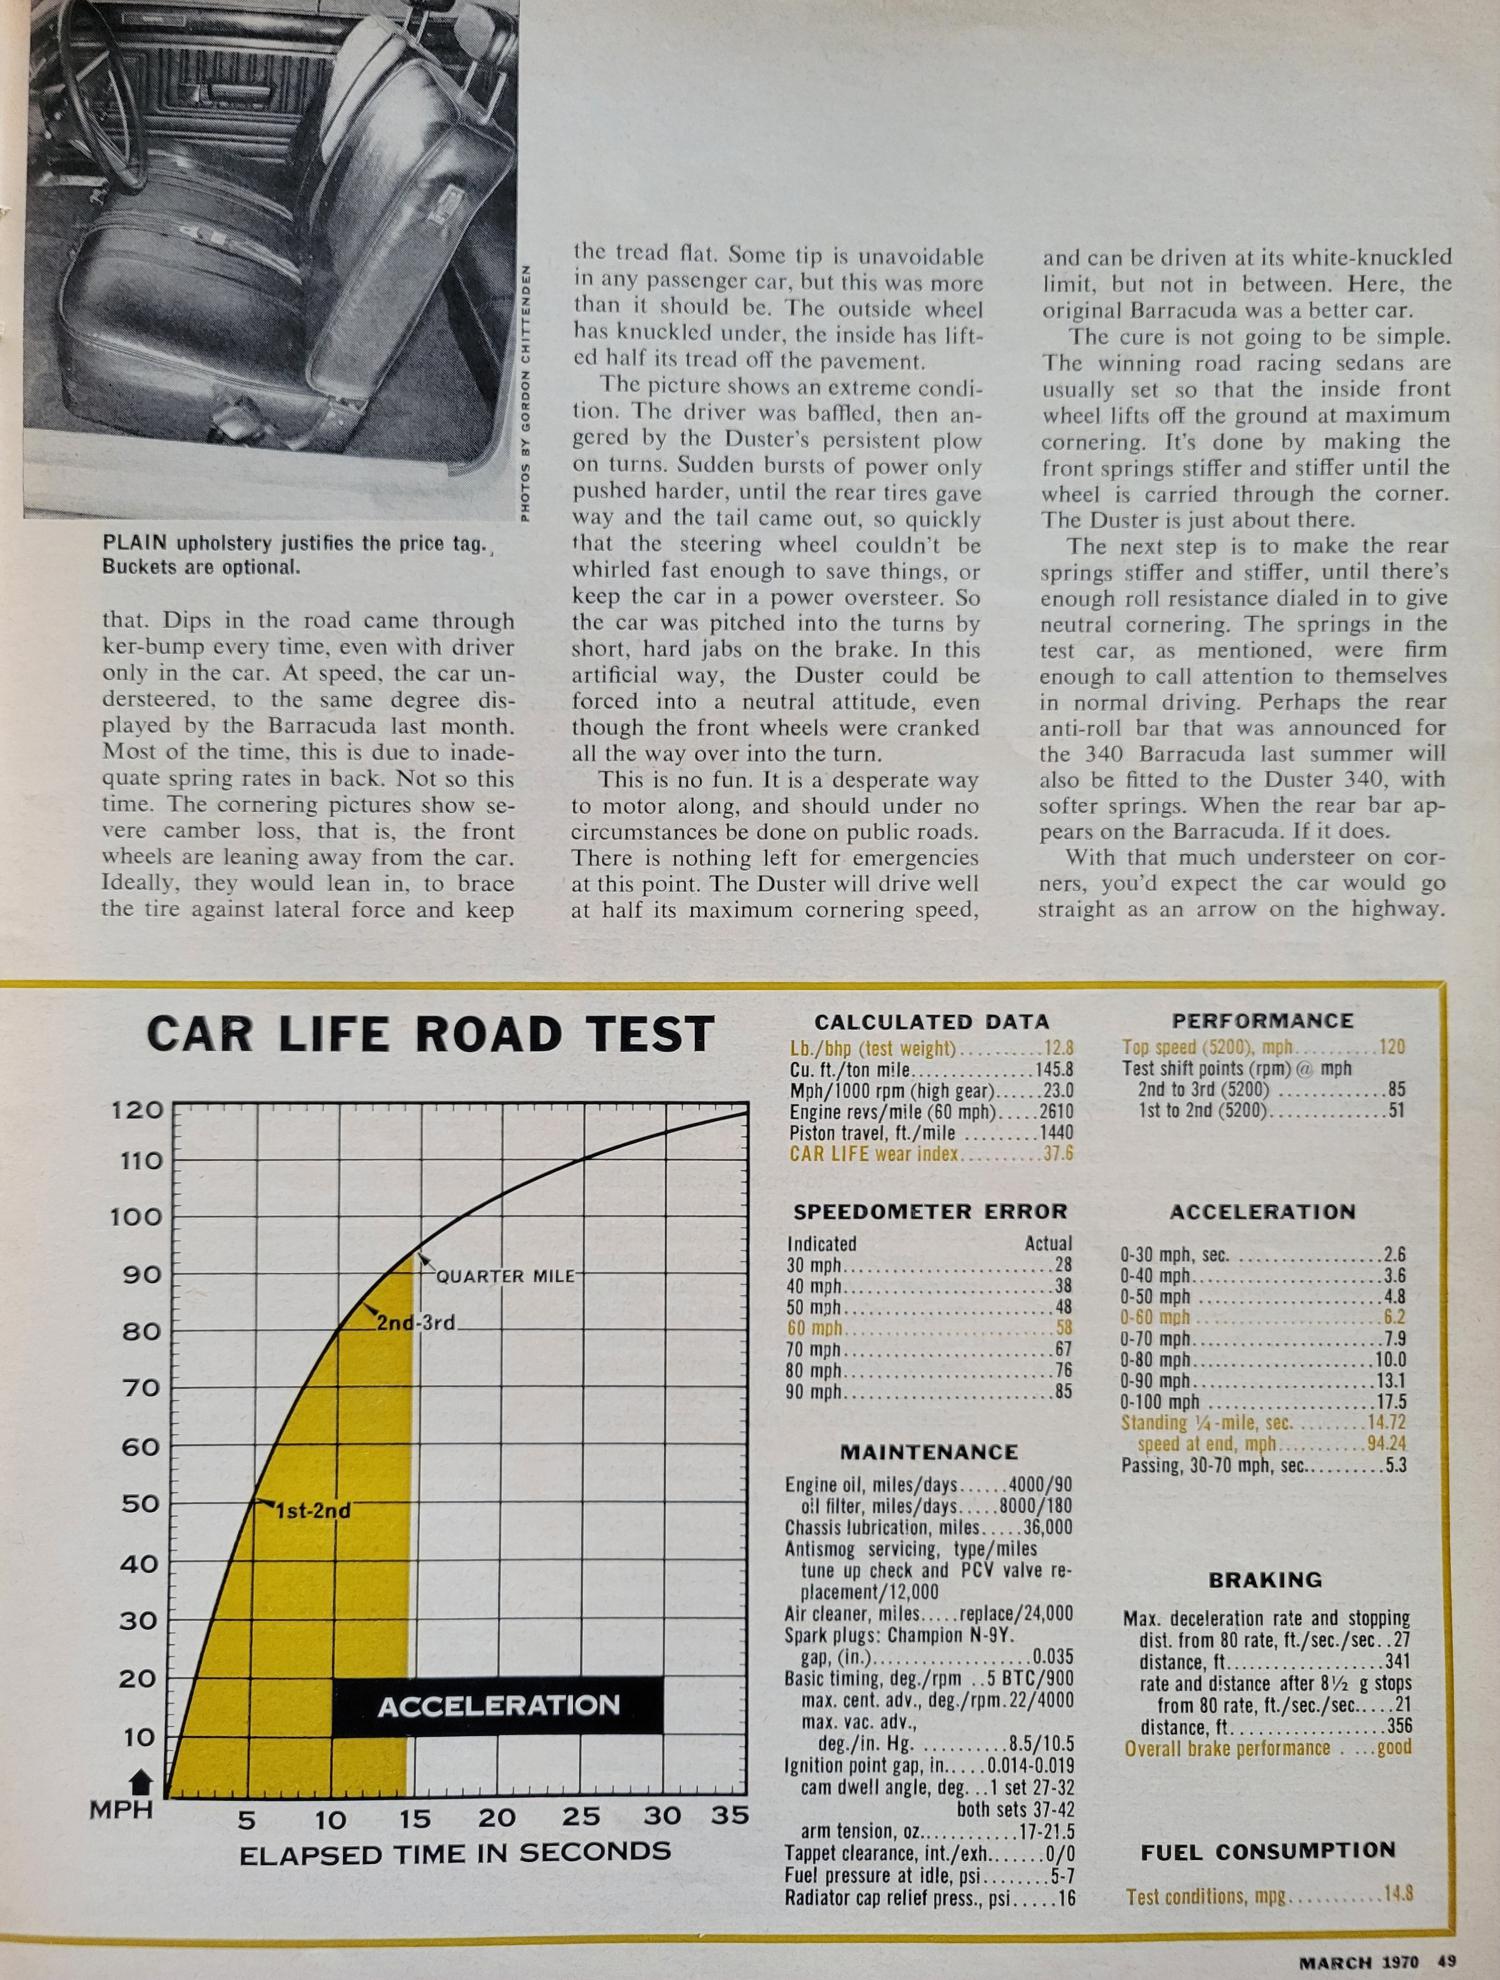 PHOTOS BY GORDON CHITTENDEN
PLAIN upholstery justifies the price tag.
Buckets are optional.
that. Dips in the road came through
ker-bump every time, even with driver
only in the car. At speed, the car un-
dersteered, to the same degree dis-
played by the Barracuda last month.
Most of the time, this is due to inade-
quate spring rates in back. Not so this
time. The cornering pictures show se-
vere camber loss, that is, the front
wheels are leaning away from the car.
Ideally, they would lean in, to brace
the tire against lateral force and keep
the tread flat. Some tip is unavoidable
in any passenger car, but this was more
than it should be. The outside wheel
has knuckled under, the inside has lift-
ed half its tread off the pavement.
The picture shows an extreme condi-
tion. The driver was baffled, then an-
gered by the Duster's persistent plow
on turns. Sudden bursts of power only
pushed harder, until the rear tires gave
way and the tail came out, so quickly
that the steering wheel couldn't be
whirled fast enough to save things, or
keep the car in a power oversteer. So
the car was pitched into the turns by
short, hard jabs on the brake. In this
artificial way, the Duster could be
forced into a neutral attitude, even
though the front wheels were cranked
all the way over into the turn.
This is no fun. It is a desperate way
to motor along, and should under no
circumstances be done on public roads.
There is nothing left for emergencies
at this point. The Duster will drive well
at half its maximum cornering speed,
and can be driven at its white-knuckled
limit, but not in between. Here, the
original Barracuda was a better car.
The cure is not going to be simple.
The winning road racing sedans are
usually set so that the inside front
wheel lifts off the ground at maximum
cornering. It's done by making the
front springs stiffer and stiffer until the
wheel is carried through the corner.
The Duster is just about there.
The next step is to make the rear
springs stiffer and stiffer, until there's
enough roll resistance dialed in to give
neutral cornering. The springs in the
test car, as mentioned, were firm
enough to call attention to themselves
in normal driving. Perhaps the rear
anti-roll bar that was announced for
the 340 Barracuda last summer will
also be fitted to the Duster 340, with
softer springs. When the rear bar ap-
pears on the Barracuda. If it does.
With that much understeer on cor-
ners, you'd expect the car would go
straight as an arrow on the highway.
CAR LIFE ROAD TEST
120
110
100
90
80
70
60
50
40
30
20
10
MPH
QUARTER MILE
2nd-3rd
1st-2nd
ACCELERATION
5 10 15 20 25 30 35
ELAPSED TIME IN SECONDS
CALCULATED DATA
Lb./bhp (test weight)..........12.8
Cu. ft./ton mile...............145.8
Mph/1000 rpm (high gear)......23.0
Engine revs/mile (60 mph).....2610
Piston travel, ft./mile .........1440
CAR LIFE wear index..........37.6
SPEEDOMETER ERROR
Indicated Actual
30 mph..........................28
40 mph..........................38
50 mph..........................48
60 mph..........................58
70 mph..........................67
80 mph..........................76
90 mph..........................85
MAINTENANCE
Engine oil, miles/days......4000/90
oil filter, miles/days.....8000/180
Chassis lubrication, miles.....36,000
Antismog servicing, type/miles
tune up check and PCV valve re-
placement/12,000
Air cleaner, miles.....replace/24,000
Spark plugs: Champion N-9Y.
gap, (in.)...................0.035
Basic timing, deg./rpm ..5 BTC/900
max. cent. adv., deg./rpm.22/4000
max. vac. adv.,
deg./in. Hg. ..........8.5/10.5
Ignition point gap, in.....0.014-0.019
cam dwell angle, deg...1 set 27-32
both sets 37-42
arm tension, oz............17-21.5
Tappet clearance, int./exh.......0/0
Fuel pressure at idle, psi........5-7
Radiator cap relief press., psi.....16
PERFORMANCE
Top speed (5200), mph..........120
Test shift points (rpm) @ mph
2nd to 3rd (5200) .............85
1st to 2nd (5200)..............51
ACCELERATION
0-30 mph, sec. .................2.6
0-40 mph......................3.6
0-50 mph .....................4.8
0-60 mph .....................6.2
0-70 mph......................7.9
0-80 mph.....................10.0
0-90 mph.....................13.1
0-100 mph ...................17.5
Standing ¼-mile, sec..........14.72
speed at end, mph...........94.24
Passing, 30-70 mph, sec..........5.3
BRAKING
Max. deceleration rate and stopping
dist. from 80 rate, ft./sec./sec. .27
distance, ft...................341
rate and distance after 8½ g stops
from 80 rate, ft./sec./sec.....21
distance, ft...................356
Overall brake performance . ...good
FUEL CONSUMPTION
Test conditions, mpg...........14.8
MARCH 1970 49